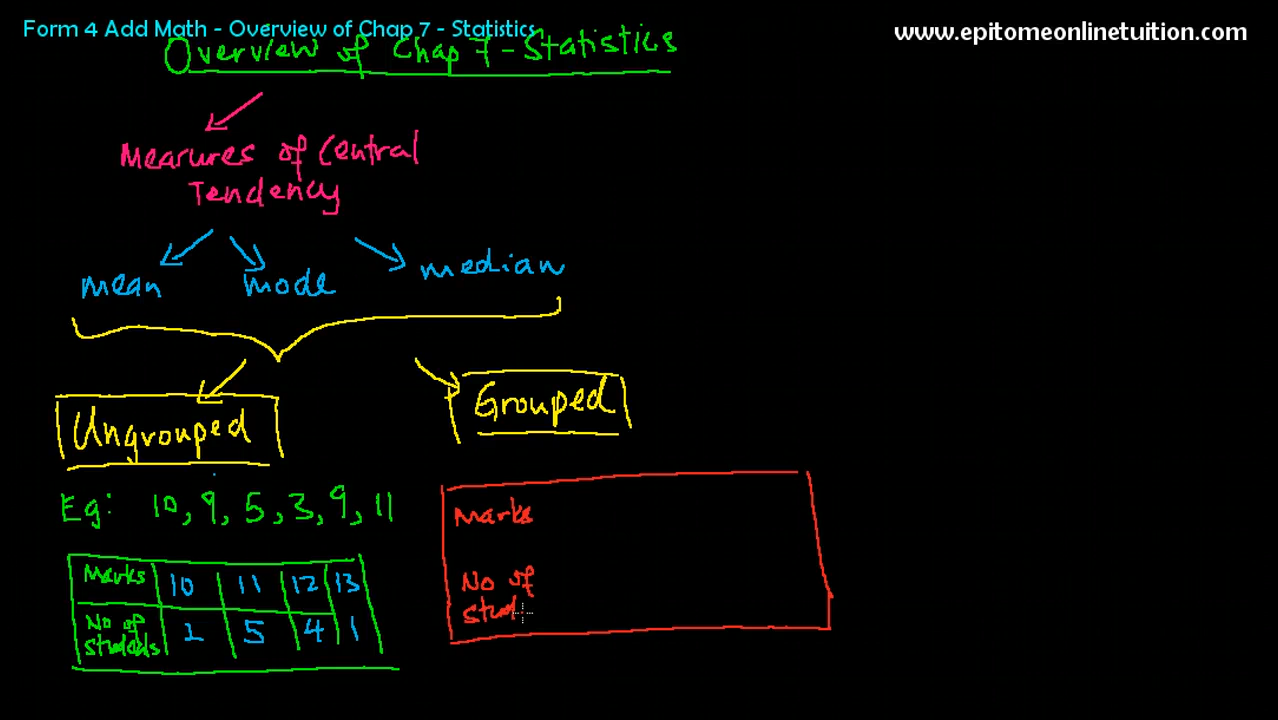 Form 4 Add Math - Overview of Chap 7 - Statistics
www.epitomeonlinetuition.com
Overview of Chap 7 - Statistics
Measures of Central
Tendency
mean mode median
Ungrouped Grouped
Eg: 10, 9, 5, 3, 9, 11
Marks 10 11 12 13
No of
students 2 5 4 1
Marks
No of
stud